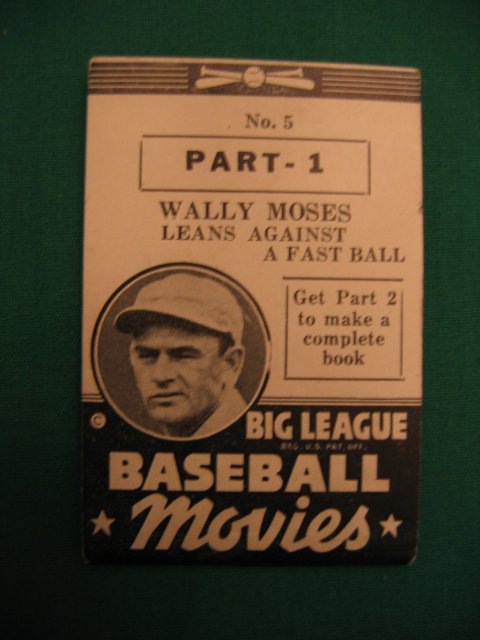 No. 5
PART-1
WALLY MOSES
LEANS AGAINST
A FAST BALL
Get Part 2
to make a
complete
book
©
BIG LEAGUE
REG. U.S. PAT. OFF.
BASEBALL
Movies